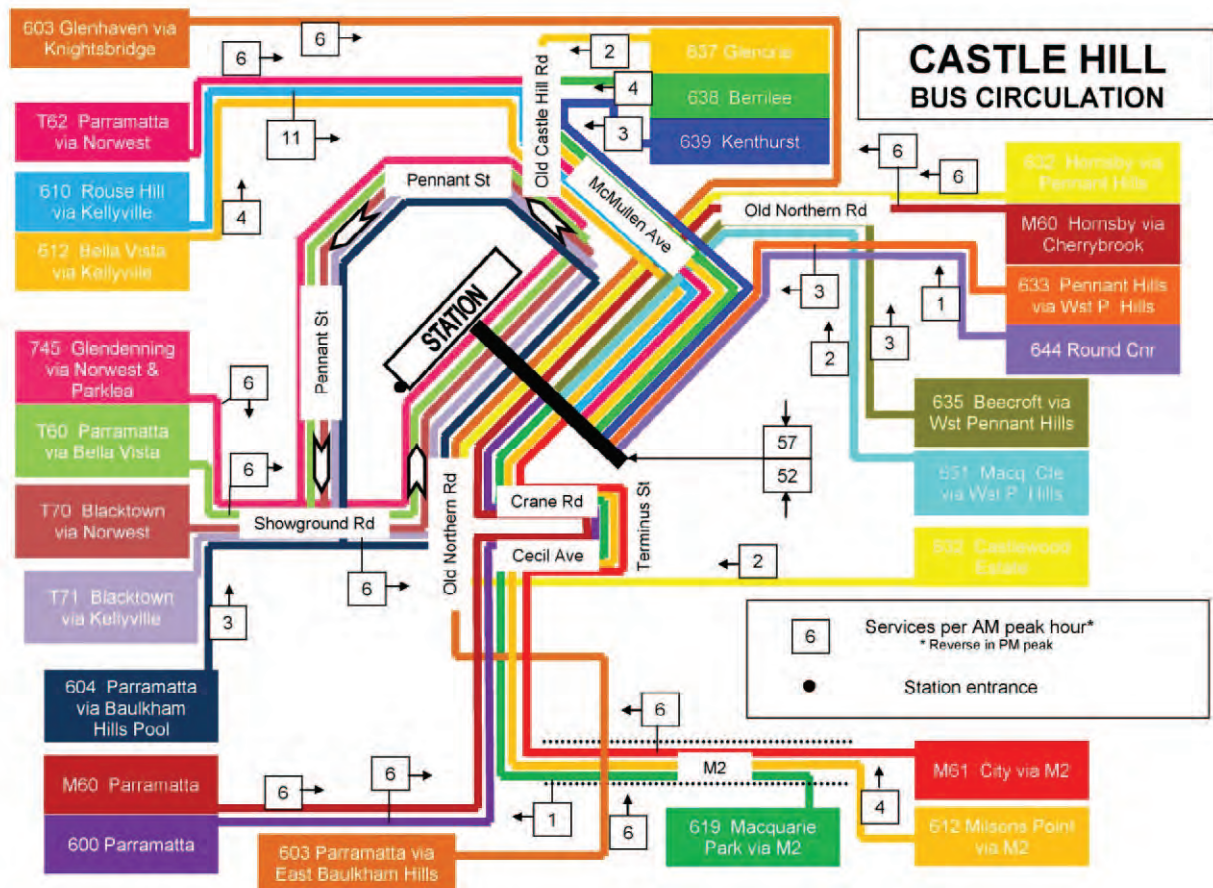 603 Glenhaven via
Knightsbridge
6
6
T62 Parramatta
via Norwest
11
610 Rouse Hill
via Kellyville
4
612 Bella Vista
via Kellyville
Old Castle Hill Rd
2
637 Glenorie
4
638 Berrilee
3
639 Kenthurst
CASTLE HILL
BUS CIRCULATION
6
6
632 Hornsby via
Pennant Hills
Old Northern Rd
M60 Hornsby via
Cherrybrook
3
1
633 Pennant Hills
via Wst P. Hills
644 Round Cnr
2
3
635 Beecroft via
Wst Pennant Hills
651 Macq. Cle
via Wst P. Hills
Pennant St
McMullen Ave
Pennant St
STATION
745 Glendenning
via Norwest &
Parklea
6
T60 Parramatta
via Bella Vista
6
T70 Blacktown
via Norwest
Showground Rd
T71 Blacktown
via Kellyville
6
3
604 Parramatta
via Baulkham
Hills Pool
57
52
Crane Rd
Cecil Ave
Terminus St
Old Northern Rd
2
Castlewood
Estate
6
Services per AM peak hour*
* Reverse in PM peak
Station entrance
M60 Parramatta
6
6
600 Parramatta
603 Parramatta via
East Baulkham Hills
6
M2
1
6
M61 City via M2
4
619 Macquarie
Park via M2
612 Milsons Point
via M2